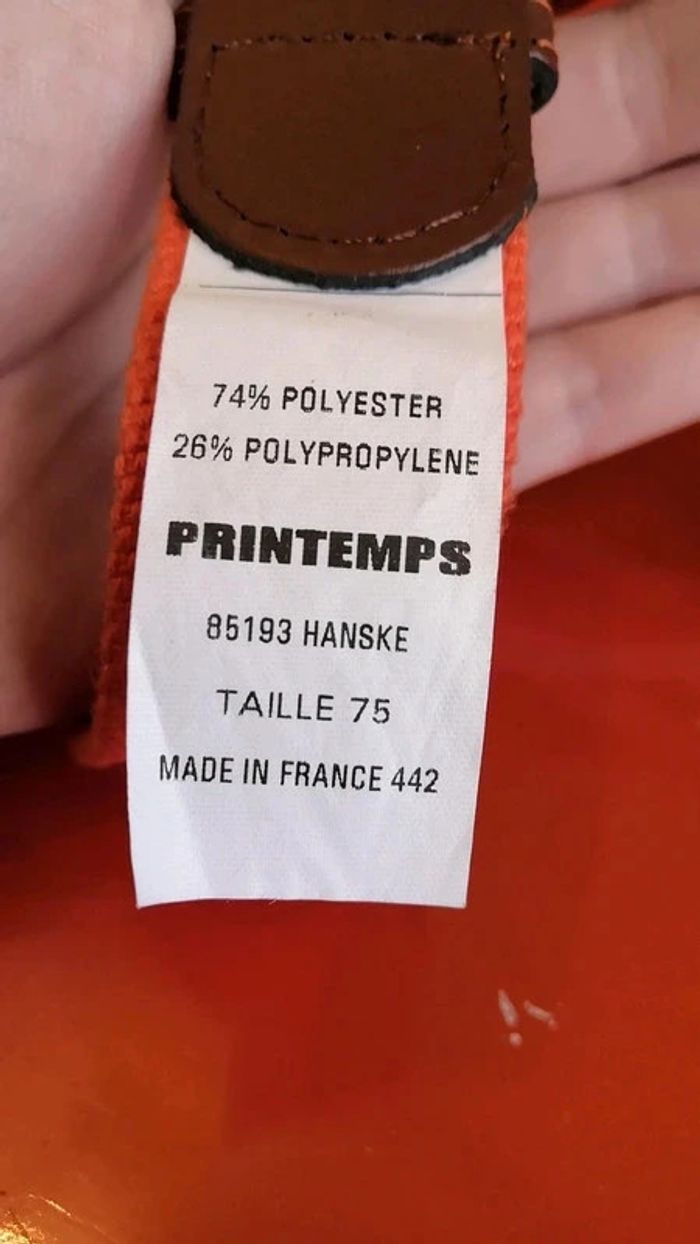 74% POLYESTER
26% POLYPROPYLENE
PRINTEMPS
85193 HANSKE
TAILLE 75
MADE IN FRANCE 442